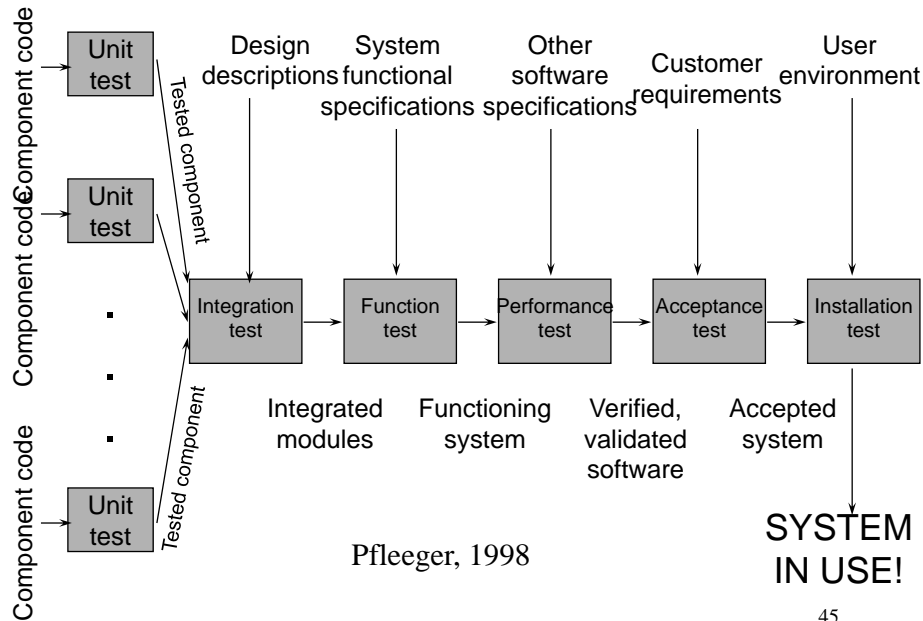 Component code
Unit
test
Tested component
Design
descriptions
System
functional
specifications
Other
software
specifications
Customer
requirements
User
environment
Component code
Unit
test
Integration
test
Function
test
Performance
test
Acceptance
test
Installation
test
Integrated
modules
Functioning
system
Verified,
validated
software
Accepted
system
Component code
Unit
test
Tested component
Pfleeger, 1998
SYSTEM
IN USE!
45